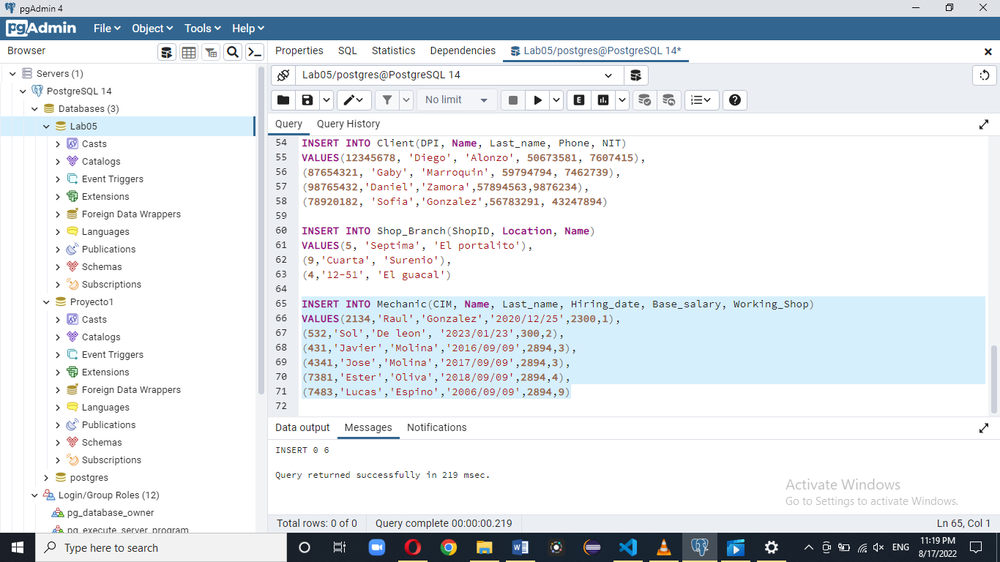 pgAdmin 4
pgAdmin File Object Tools Help
Browser
Properties SQL Statistics Dependencies Lab05/postgres@PostgreSQL 14*
Servers (1)
PostgreSQL 14
Databases (3)
Lab05
Casts
Catalogs
Event Triggers
Extensions
Foreign Data Wrappers
Languages
Publications
Schemas
Subscriptions
Proyecto1
Casts
Catalogs
Event Triggers
Extensions
Foreign Data Wrappers
Languages
Publications
Schemas
Subscriptions
postgres
Login/Group Roles (12)
pg_database_owner
pg_execute_server_program
Lab05/postgres@PostgreSQL 14
No limit
E
Query Query History
54 INSERT INTO Client(DPI, Name, Last_name, Phone, NIT)
55 VALUES(12345678, 'Diego', 'Alonzo', 50673581, 7607415),
56 (87654321, 'Gaby', 'Marroquin', 59794794, 7462739),
57 (98765432,'Daniel','Zamora',57894563,9876234),
58 (78920182, 'Sofia','Gonzalez',56783291, 43247894)
59
60 INSERT INTO Shop_Branch(ShopID, Location, Name)
61 VALUES(5, 'Septima', 'El portalito'),
62 (9,'Cuarta', 'Surenio'),
63 (4,'12-51', 'El guacal')
64
65 INSERT INTO Mechanic(CIM, Name, Last_name, Hiring_date, Base_salary, Working_Shop)
66 VALUES(2134,'Raul','Gonzalez','2020/12/25',2300,1),
67 (532,'Sol','De leon', '2023/01/23',300,2),
68 (431,'Javier','Molina','2016/09/09',2894,3),
69 (4341,'Jose','Molina','2017/09/09',2894,3),
70 (7381,'Ester','Oliva','2018/09/09',2894,4),
71 (7483,'Lucas','Espino','2006/09/09',2894,9)
72
Data output Messages Notifications
INSERT 0 6
Query returned successfully in 219 msec.
Activate Windows
Go to Settings to activate Windows.
Total rows: 0 of 0 Query complete 00:00:00.219 Ln 65, Col 1
Type here to search
ENG
11:19 PM
8/17/2022